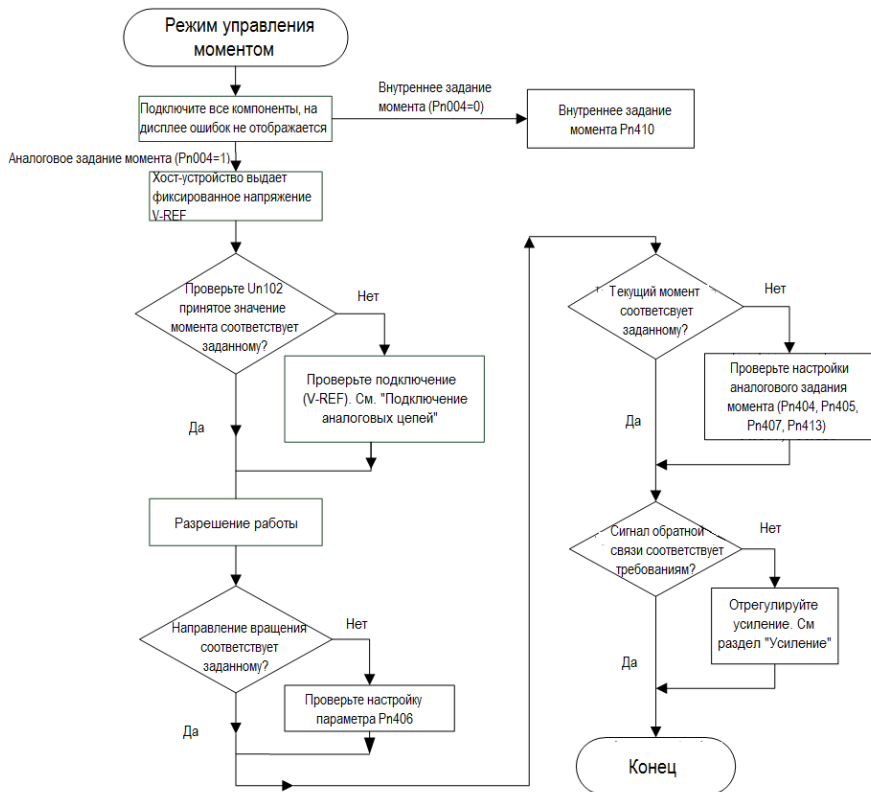 Режим управления
моментом
Подключите все компоненты, на
дисплее ошибок не отображается
Внутреннее задание
момента (Pn004=0)
Внутреннее задание
момента Pn410
Аналоговое задание момента (Pn004=1)
Хост-устройство выдает
фиксированное напряжение
V-REF
Проверьте Un102
принятое значение
момента соответствует
заданному?
Нет
Проверьте подключение
(V-REF). См. "Подключение
аналоговых цепей"
Да
Разрешение работы
Направление вращения
соответствует
заданному?
Нет
Проверьте настройку
параметра Pn406
Да
Текущий момент
соответсвует
заданному?
Нет
Проверьте настройки
аналогового задания
момента (Pn404, Pn405,
Pn407, Pn413)
Да
Сигнал обратной
связи соответствует
требованиям?
Нет
Отрегулируйте
усиление. См
раздел "Усиление"
Да
Конец